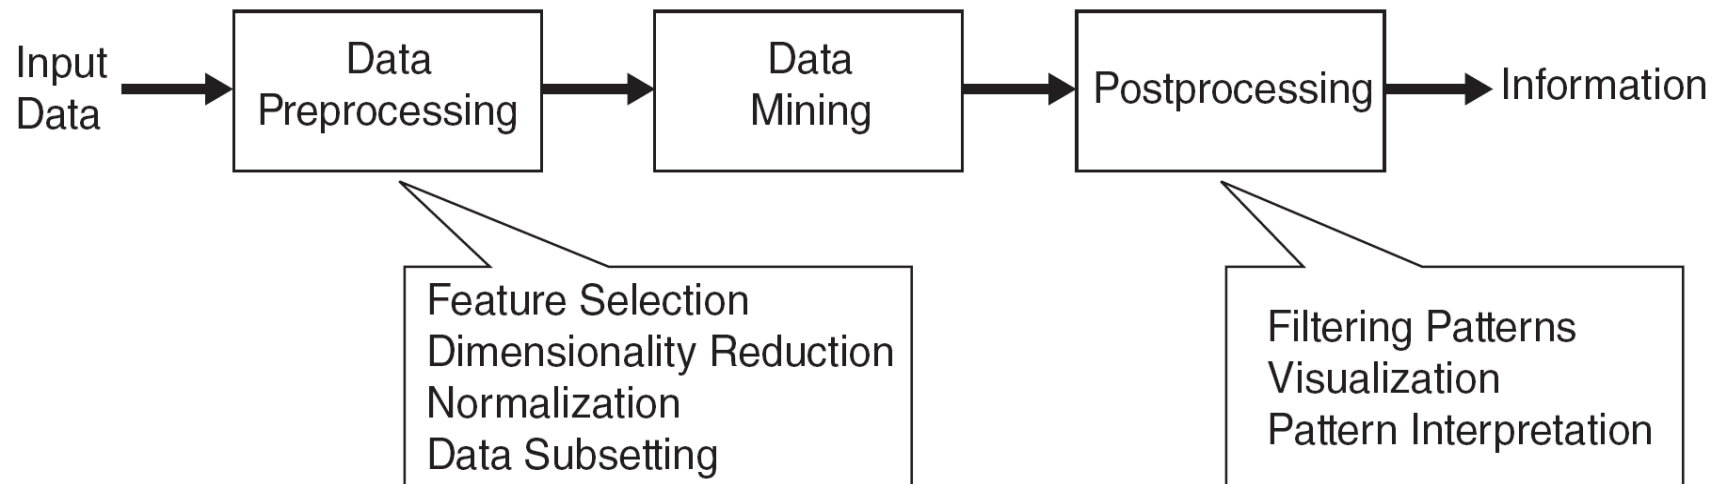 Input
Data
Data
Preprocessing
Data
Mining
Postprocessing
Information
Feature Selection
Dimensionality Reduction
Normalization
Data Subsetting
Filtering Patterns
Visualization
Pattern Interpretation